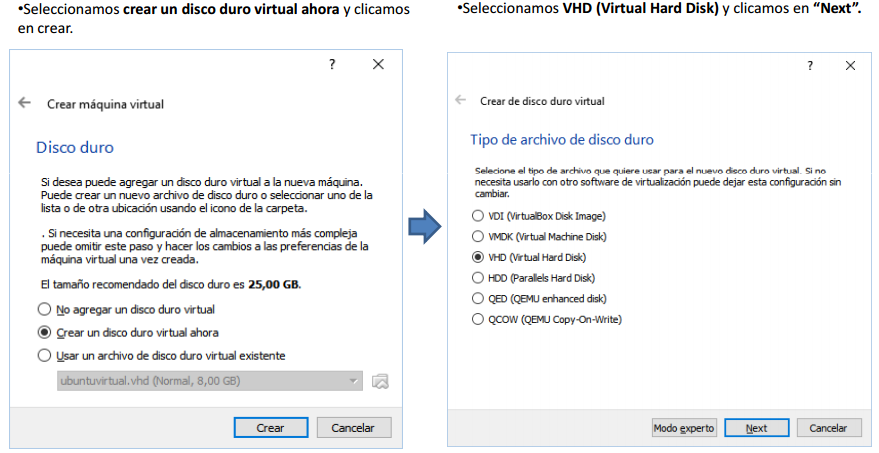 •Seleccionamos crear un disco duro virtual ahora y clicamos
en crear.
?
Crear máquina virtual
Disco duro
Si desea puede agregar un disco duro virtual a la nueva máquina.
Puede crear un nuevo archivo de disco duro o seleccionar uno de la
lista o de otra ubicación usando el icono de la carpeta.
. Si necesita una configuración de almacenamiento más compleja
puede omitir este paso y hacer los cambios a las preferencias de la
máquina virtual una vez creada.
El tamaño recomendado del disco duro es 25,00 GB.
No agregar un disco duro virtual
Crear un disco duro virtual ahora
Usar un archivo de disco duro virtual existente
ubuntuvirtual.vhd (Normal, 8,00 GB)
Crear
Cancelar
•Seleccionamos VHD (Virtual Hard Disk) y clicamos en “Next”.
?
Crear de disco duro virtual
Tipo de archivo de disco duro
Seleccione el tipo de archivo que quiere usar para el nuevo disco duro virtual. Si no
necesita usarlo con otro software de virtualización puede dejar esta configuración sin
cambiar.
VDI (VirtualBox Disk Image)
VMDK (Virtual Machine Disk)
VHD (Virtual Hard Disk)
HDD (Parallels Hard Disk)
QED (QEMU enhanced disk)
QCOW (QEMU Copy-On-Write)
Modo experto
Next
Cancelar